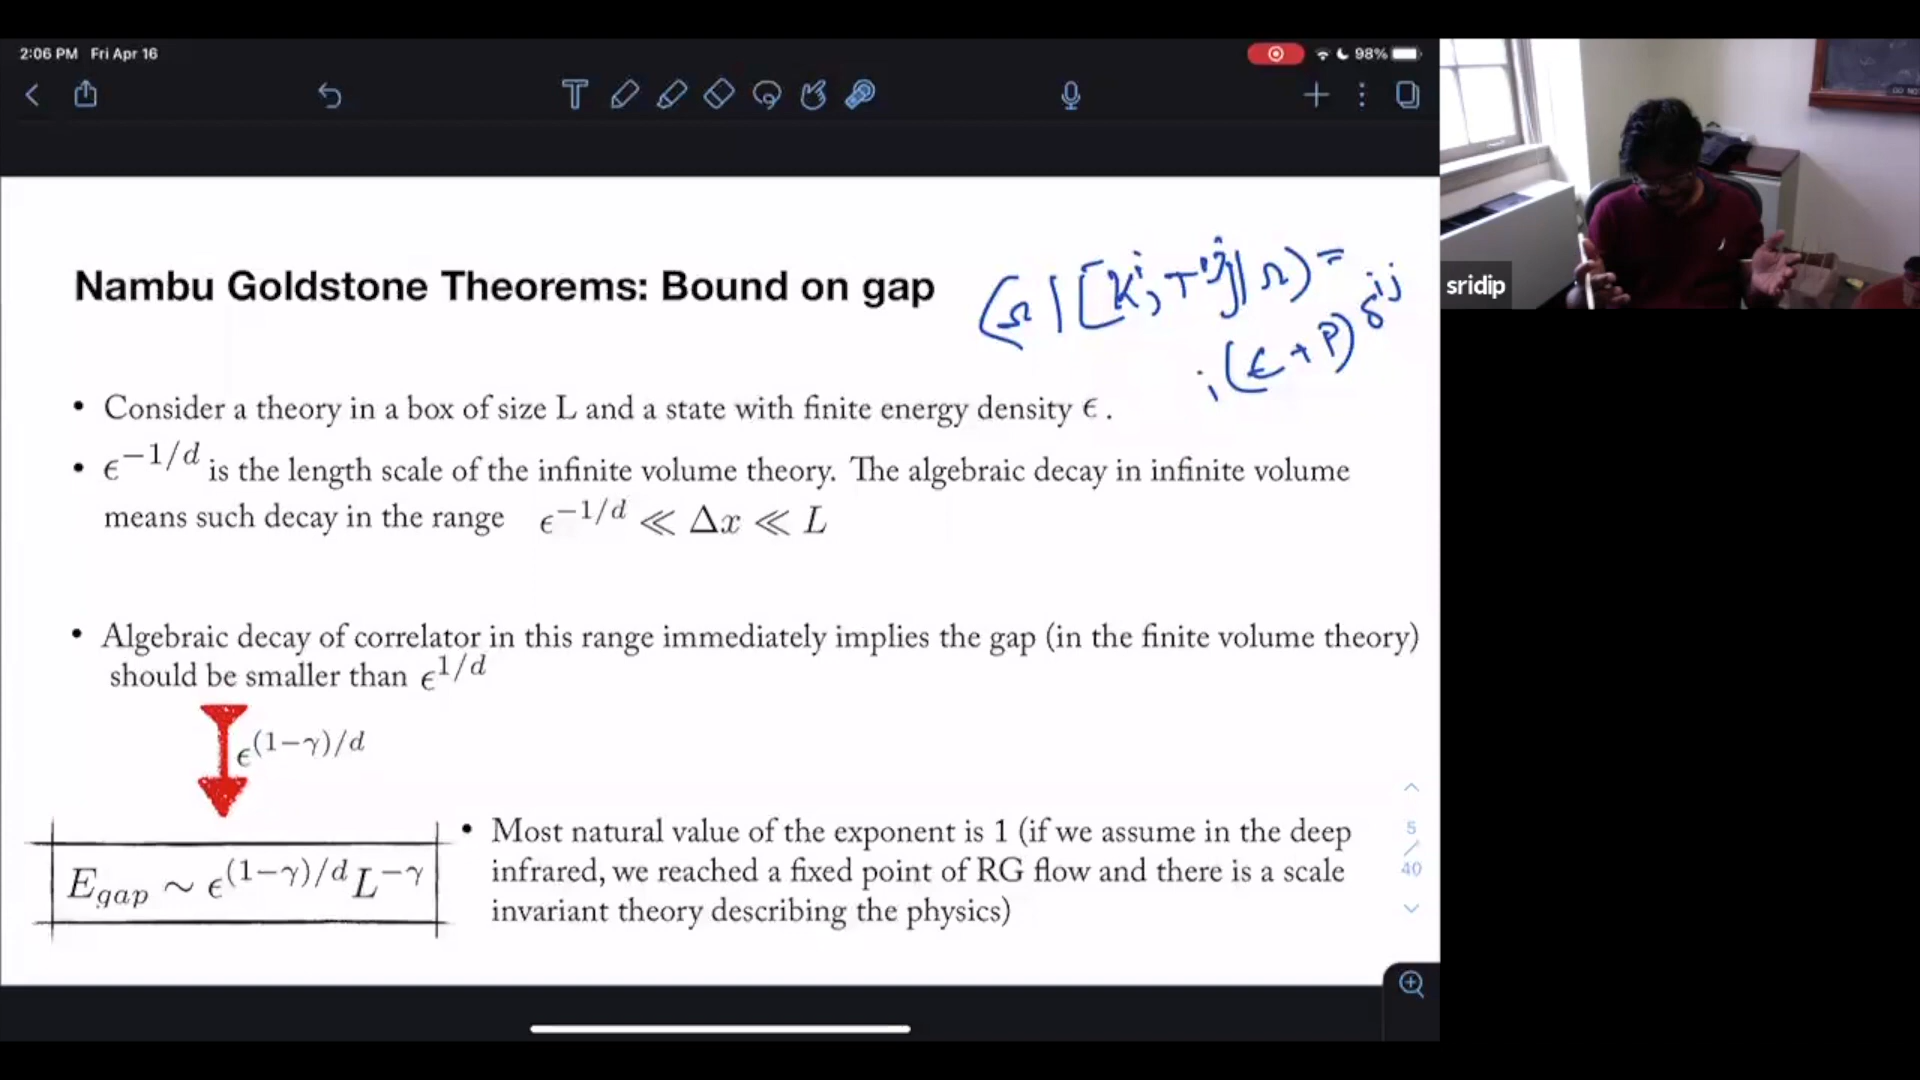 2:06 PM Fri Apr 16
98%
Nambu Goldstone Theorems: Bound on gap
⟨Ω|[K^i, T^{0j}]|Ω⟩ =
i(ϵ + P) δ^{ij}
• Consider a theory in a box of size L and a state with finite energy density ϵ.
• ϵ^{-1/d} is the length scale of the infinite volume theory. The algebraic decay in infinite volume
means such decay in the range ϵ^{-1/d} ≪ Δx ≪ L
• Algebraic decay of correlator in this range immediately implies the gap (in the finite volume theory)
should be smaller than ϵ^{1/d}
ϵ^{(1-γ)/d}
E_{gap} ~ ϵ^{(1-γ)/d} L^{-γ}
• Most natural value of the exponent is 1 (if we assume in the deep
infrared, we reached a fixed point of RG flow and there is a scale
invariant theory describing the physics)
5
/
40
sridip